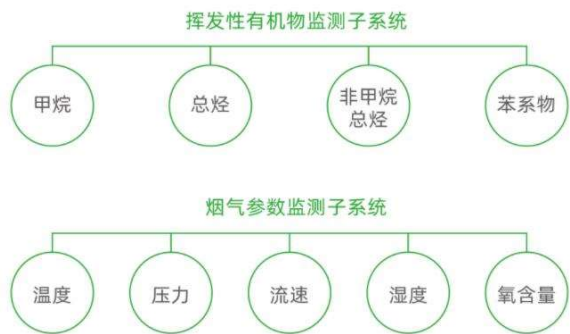 挥发性有机物监测子系统
甲烷
总烃
非甲烷
总烃
苯系物
烟气参数监测子系统
温度
压力
流速
湿度
氧含量